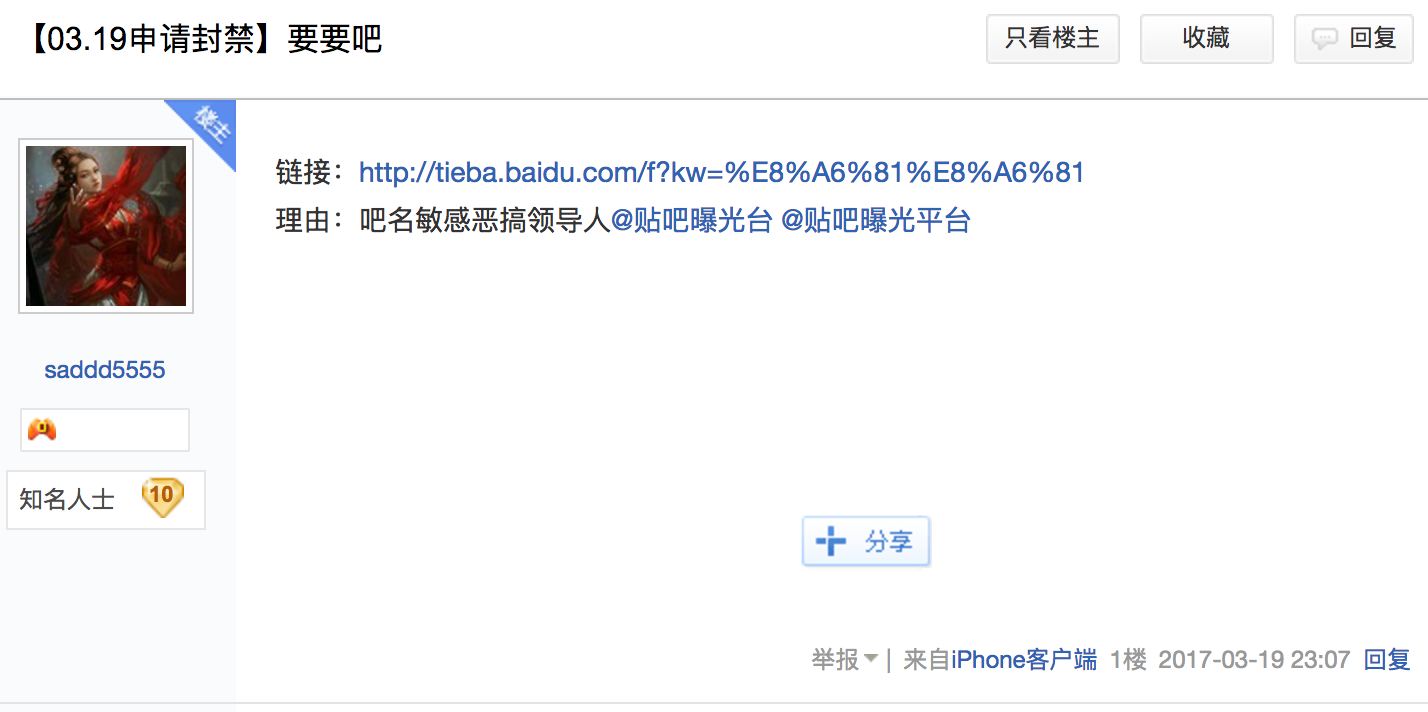 【03.19申请封禁】要要吧
只看楼主
收藏
回复
楼主
链接：http://tieba.baidu.com/f?kw=%E8%A6%81%E8%A6%81
理由：吧名敏感恶搞领导人@贴吧曝光台 @贴吧曝光平台
saddd5555
知名人士 10
分享
举报 | 来自iPhone客户端 1楼 2017-03-19 23:07 回复